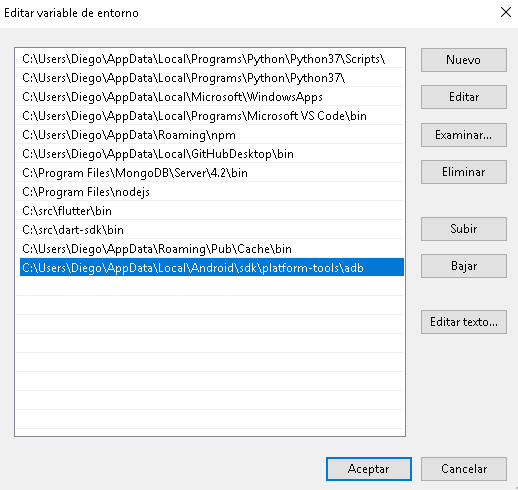 Editar variable de entorno
C:\Users\Diego\AppData\Local\Programs\Python\Python37\Scripts\
C:\Users\Diego\AppData\Local\Programs\Python\Python37\
C:\Users\Diego\AppData\Local\Microsoft\WindowsApps
C:\Users\Diego\AppData\Local\Programs\Microsoft VS Code\bin
C:\Users\Diego\AppData\Roaming\npm
C:\Users\Diego\AppData\Local\GitHubDesktop\bin
C:\Program Files\MongoDB\Server\4.2\bin
C:\Program Files\nodejs
C:\src\flutter\bin
C:\src\dart-sdk\bin
C:\Users\Diego\AppData\Roaming\Pub\Cache\bin
C:\Users\Diego\AppData\Local\Android\sdk\platform-tools\adb
Nuevo
Editar
Examinar...
Eliminar
Subir
Bajar
Editar texto...
Aceptar
Cancelar